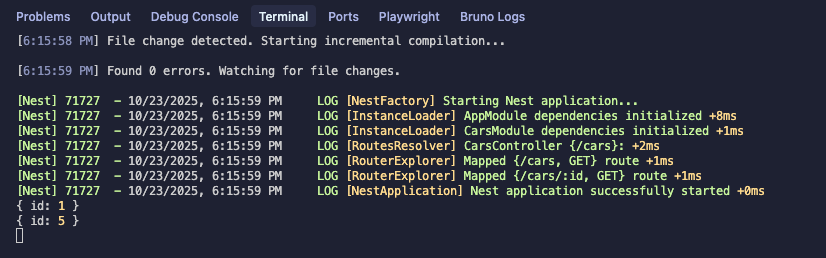 Problems Output Debug Console Terminal Ports Playwright Bruno Logs
[6:15:58 PM] File change detected. Starting incremental compilation...
[6:15:59 PM] Found 0 errors. Watching for file changes.
[Nest] 71727  - 10/23/2025, 6:15:59 PM     LOG [NestFactory] Starting Nest application...
[Nest] 71727  - 10/23/2025, 6:15:59 PM     LOG [InstanceLoader] AppModule dependencies initialized +8ms
[Nest] 71727  - 10/23/2025, 6:15:59 PM     LOG [InstanceLoader] CarsModule dependencies initialized +1ms
[Nest] 71727  - 10/23/2025, 6:15:59 PM     LOG [RoutesResolver] CarsController {/cars}: +2ms
[Nest] 71727  - 10/23/2025, 6:15:59 PM     LOG [RouterExplorer] Mapped {/cars, GET} route +1ms
[Nest] 71727  - 10/23/2025, 6:15:59 PM     LOG [RouterExplorer] Mapped {/cars/:id, GET} route +1ms
[Nest] 71727  - 10/23/2025, 6:15:59 PM     LOG [NestApplication] Nest application successfully started +0ms
{ id: 1 }
{ id: 5 }